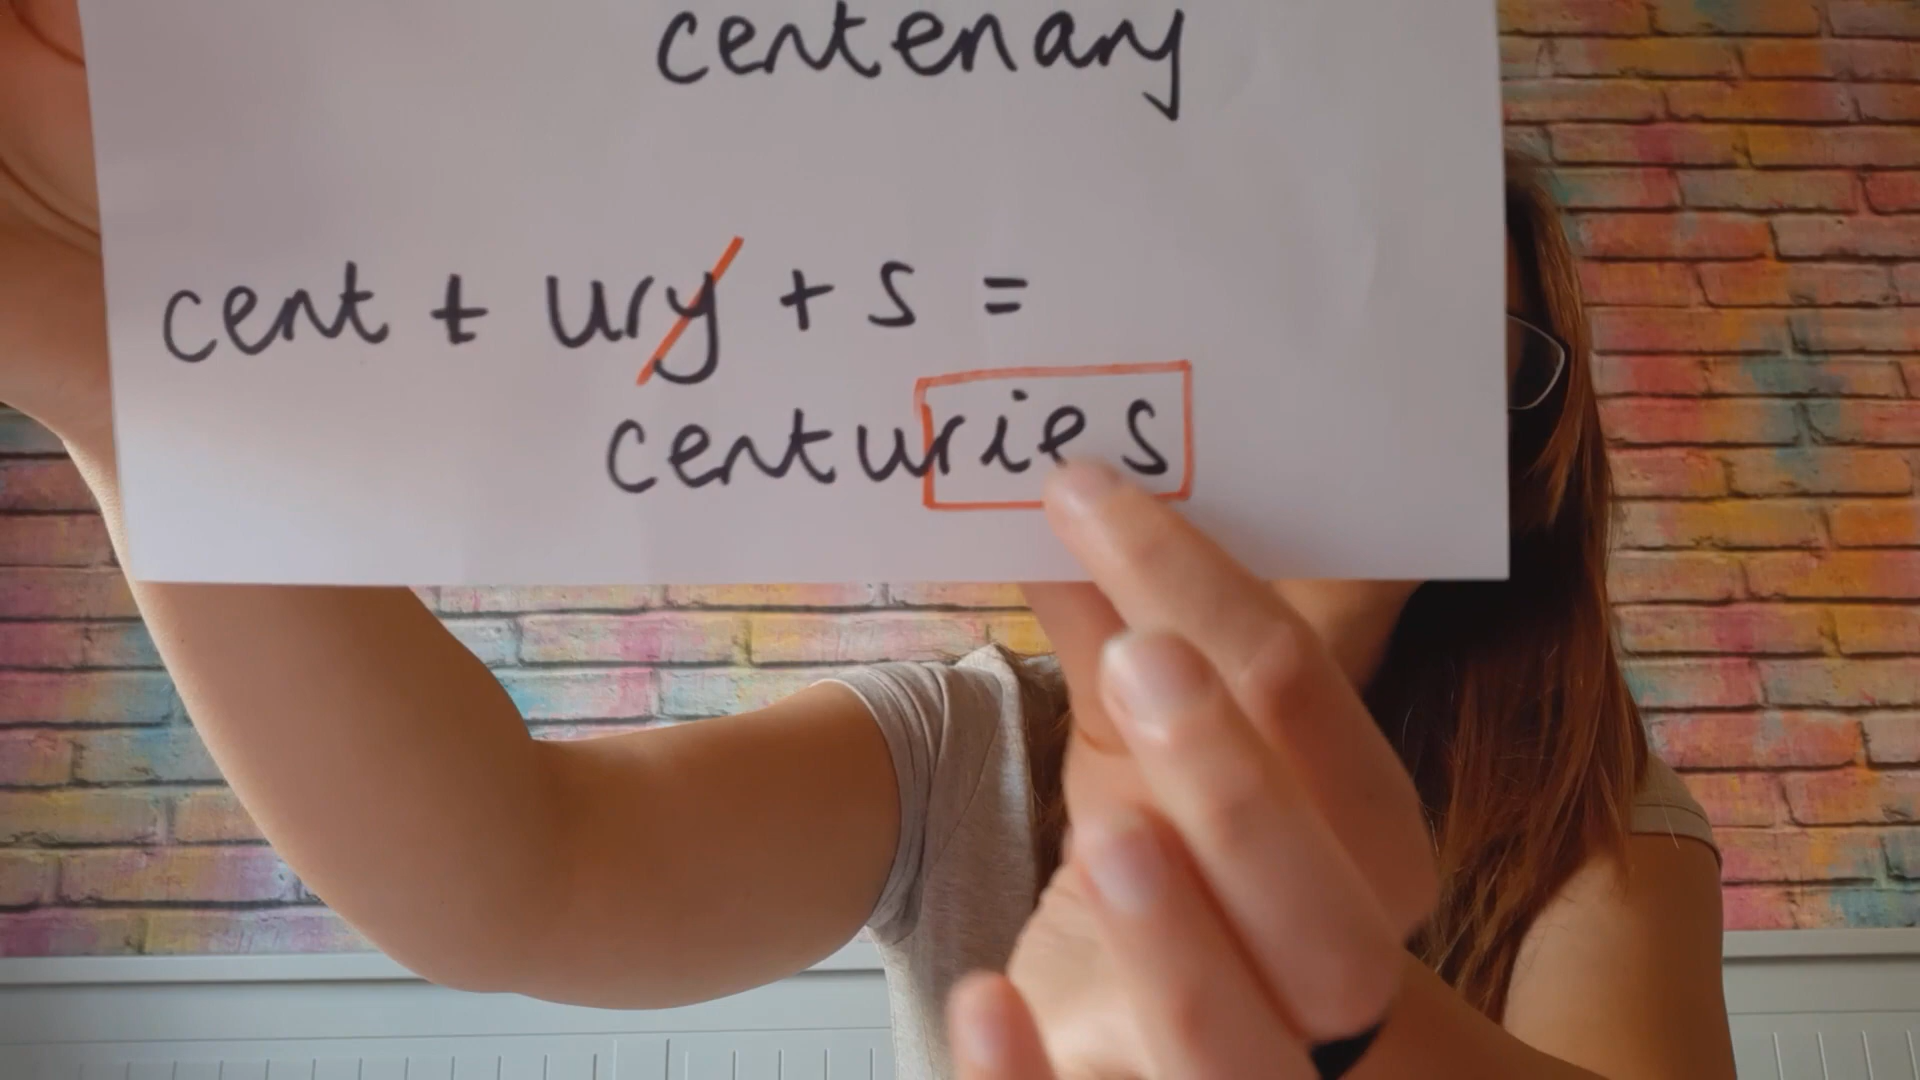 centenary
cent + ury + s =
centuries